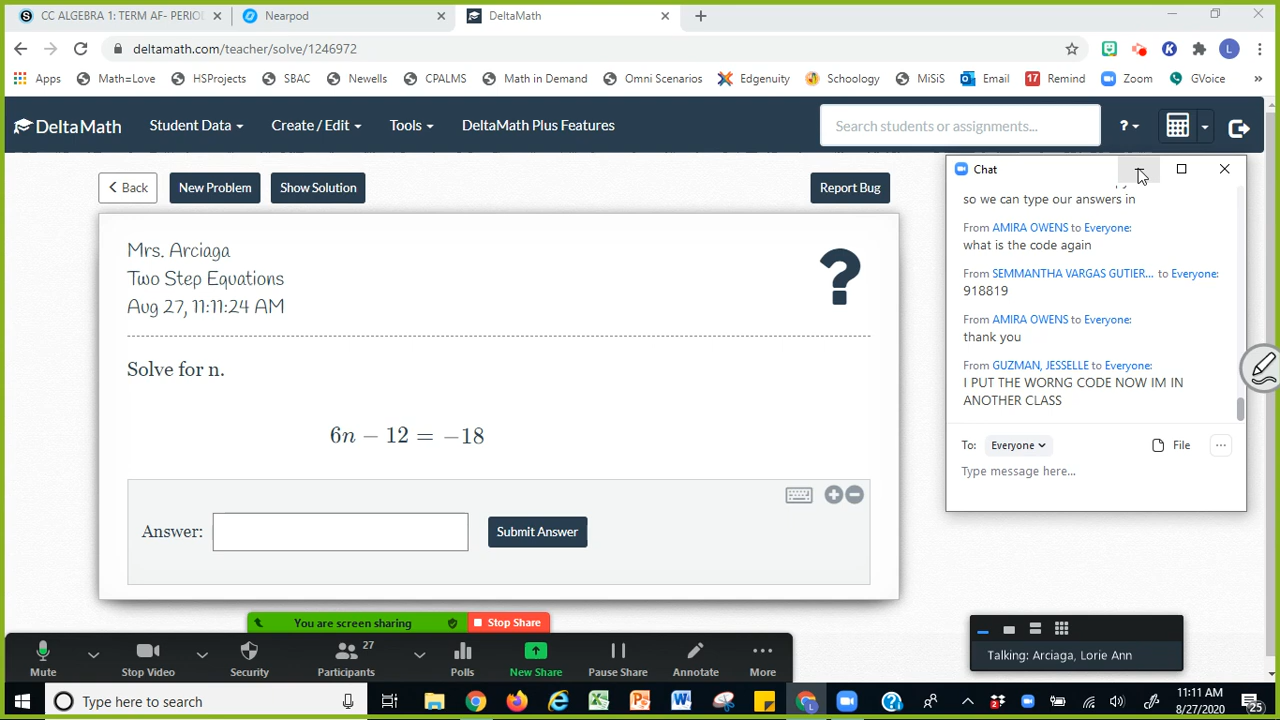 CC ALGEBRA 1: TERM AF- PERIO
Nearpod
DeltaMath
deltamath.com/teacher/solve/1246972
L
Apps
Math=Love
HSProjects
SBAC
Newells
CPALMS
Math in Demand
Omni Scenarios
Edgenuity
Schoology
MiSiS
Email
17 Remind
Zoom
GVoice
»
DeltaMath
Student Data
Create / Edit
Tools
DeltaMath Plus Features
Search students or assignments...
?
Back
New Problem
Show Solution
Report Bug
Mrs. Arciaga
Two Step Equations
Aug 27, 11:11:24 AM
?
Solve for n.
6n − 12 = −18
Answer:
Submit Answer
Chat
so we can type our answers in
From AMIRA OWENS to Everyone:
what is the code again
From SEMMANTHA VARGAS GUTIER... to Everyone:
918819
From AMIRA OWENS to Everyone:
thank you
From GUZMAN, JESSELLE to Everyone:
I PUT THE WORNG CODE NOW IM IN
ANOTHER CLASS
To: Everyone
File
...
Type message here...
You are screen sharing
Stop Share
Talking: Arciaga, Lorie Ann
Mute
Stop Video
Security
27
Participants
Polls
New Share
Pause Share
Annotate
More
Type here to search
11:11 AM
8/27/2020
25